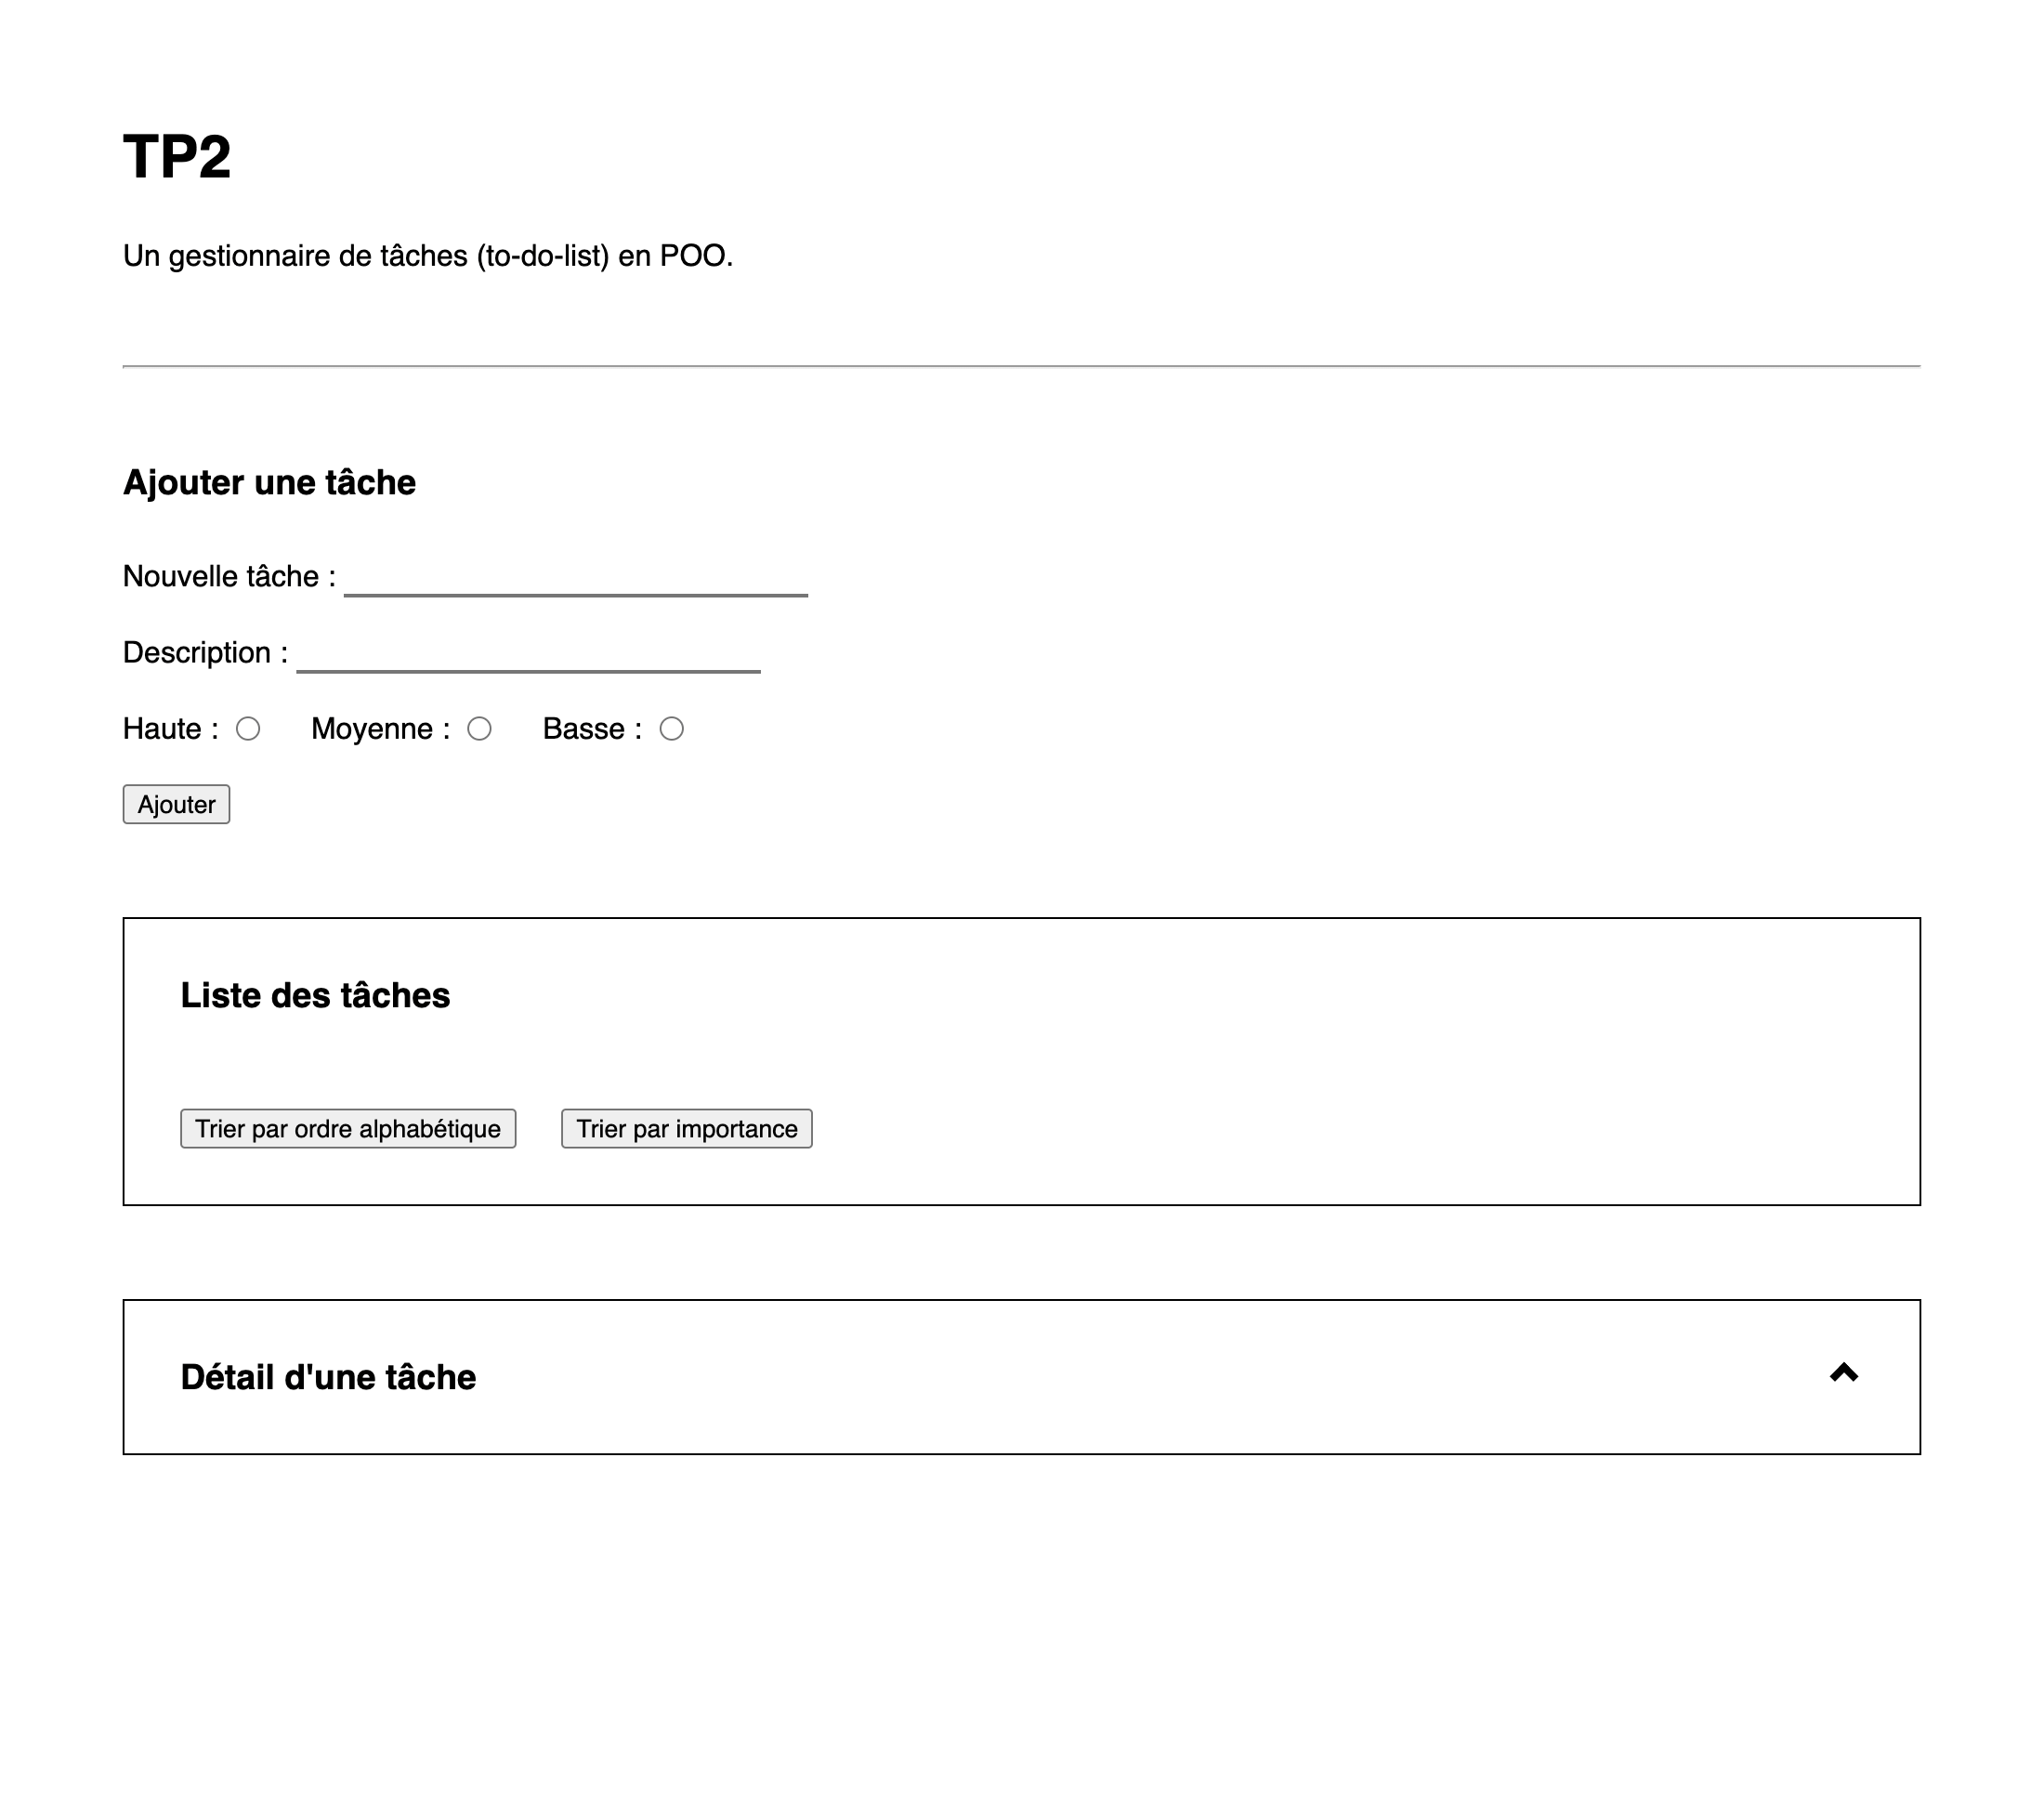 TP2
Un gestionnaire de tâches (to-do-list) en POO.
Ajouter une tâche
Nouvelle tâche :
Description :
Haute : Moyenne : Basse :
Ajouter
Liste des tâches
Trier par ordre alphabétique Trier par importance
Détail d'une tâche